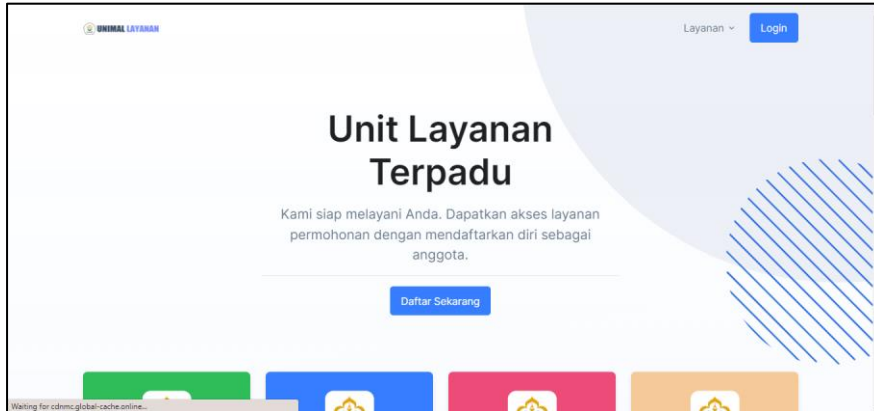 UNIMAL LAYANAN
Layanan
Login
Unit Layanan
Terpadu
Kami siap melayani Anda. Dapatkan akses layanan
permohonan dengan mendaftarkan diri sebagai
anggota.
Daftar Sekarang
Waiting for cdnmc.global-cache.online...